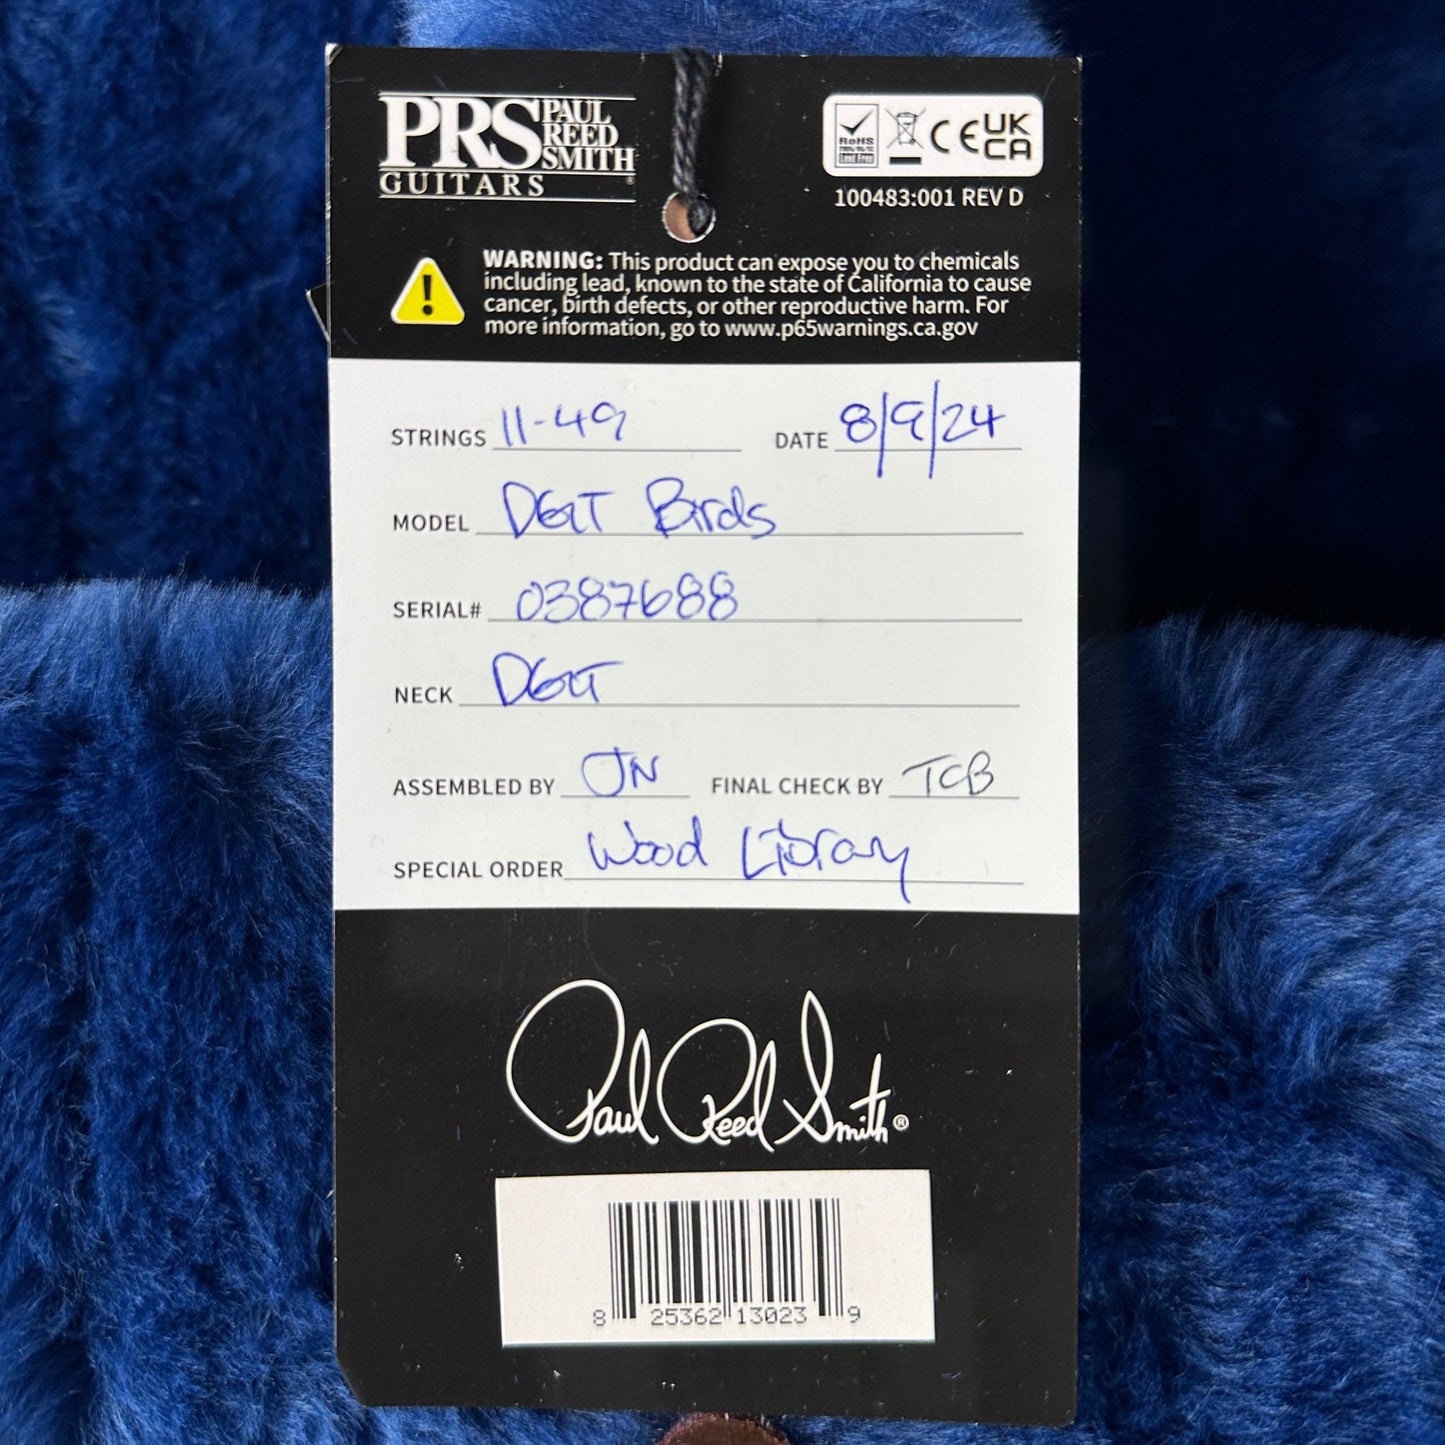 PRS PAUL REED SMITH
GUITARS
RoHS
Lead Free
CE UK CA
100483:001 REV D
WARNING: This product can expose you to chemicals
including lead, known to the state of California to cause
cancer, birth defects, or other reproductive harm. For
more information, go to www.p65warnings.ca.gov
STRINGS 11-49 DATE 8/9/24
MODEL DGT Birds
SERIAL# 0387688
NECK DGT
ASSEMBLED BY JN FINAL CHECK BY TCB
SPECIAL ORDER Wood Library
Paul Reed Smith®
8 25362 13023 9